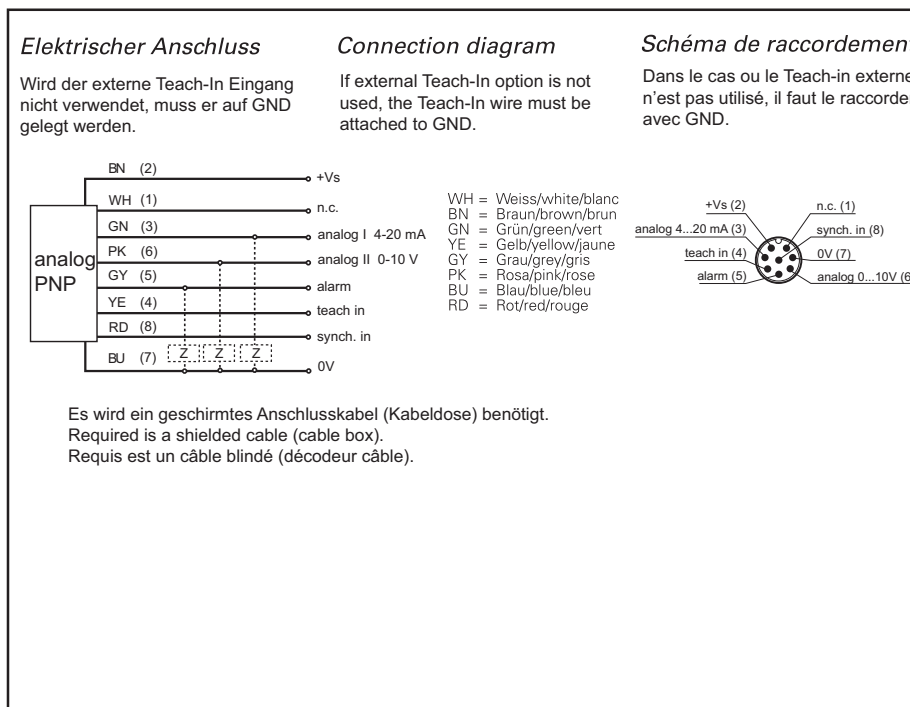 Elektrischer Anschluss
Wird der externe Teach-In Eingang
nicht verwendet, muss er auf GND
gelegt werden.
Connection diagram
If external Teach-In option is not
used, the Teach-In wire must be
attached to GND.
Schéma de raccordement
Dans le cas ou le Teach-in externe
n'est pas utilisé, il faut le raccorde
avec GND.
BN (2) +Vs
WH (1) n.c.
GN (3) analog I 4-20 mA
PK (6) analog II 0-10 V
GY (5) alarm
YE (4) teach in
RD (8) synch. in
BU (7) 0V
analog
PNP
Z Z Z
WH = Weiss/white/blanc
BN = Braun/brown/brun
GN = Grün/green/vert
YE = Gelb/yellow/jaune
GY = Grau/grey/gris
PK = Rosa/pink/rose
BU = Blau/blue/bleu
RD = Rot/red/rouge
+Vs (2) n.c. (1)
analog 4...20 mA (3) synch. in (8)
teach in (4) 0V (7)
alarm (5) analog 0...10V (6
Es wird ein geschirmtes Anschlusskabel (Kabeldose) benötigt.
Required is a shielded cable (cable box).
Requis est un câble blindé (décodeur câble).